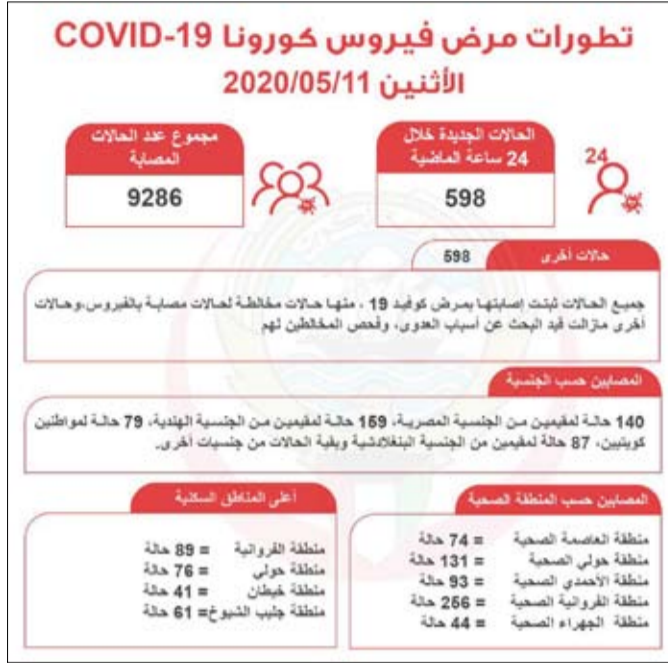 تطورات مرض فيروس كورونا COVID-19
الأثنين 2020/05/11
الحالات الجديدة خلال
24 ساعة الماضية
598
24
مجموع عدد الحالات
المصابة
9286
حالات أخرى
598
جميع الحالات ثبتت إصابتها بمرض كوفيد 19 ، منها حالات مخالطة لحالات مصابة بالفيروس،وحالات
أخرى مازالت قيد البحث عن أسباب العدوى، وفحص المخالطين لهم
المصابين حسب الجنسية
140 حالة لمقيمين من الجنسية المصرية، 159 حالة لمقيمين من الجنسية الهندية، 79 حالة لمواطنين
كويتيين، 87 حالة لمقيمين من الجنسية البنغلادشية وبقية الحالات من جنسيات أخرى.
المصابين حسب المنطقة الصحية
منطقة العاصمة الصحية = 74 حالة
منطقة حولي الصحية = 131 حالة
منطقة الأحمدي الصحية = 93 حالة
منطقة الفروانية الصحية = 256 حالة
منطقة الجهراء الصحية = 44 حالة
أعلى المناطق السكنية
منطقة الفروانية = 89 حالة
منطقة حولي = 76 حالة
منطقة خيطان = 41 حالة
منطقة جليب الشيوخ= 61 حالة